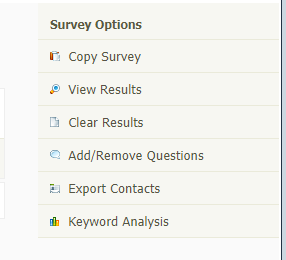 Survey Options
Copy Survey
View Results
Clear Results
Add/Remove Questions
Export Contacts
Keyword Analysis